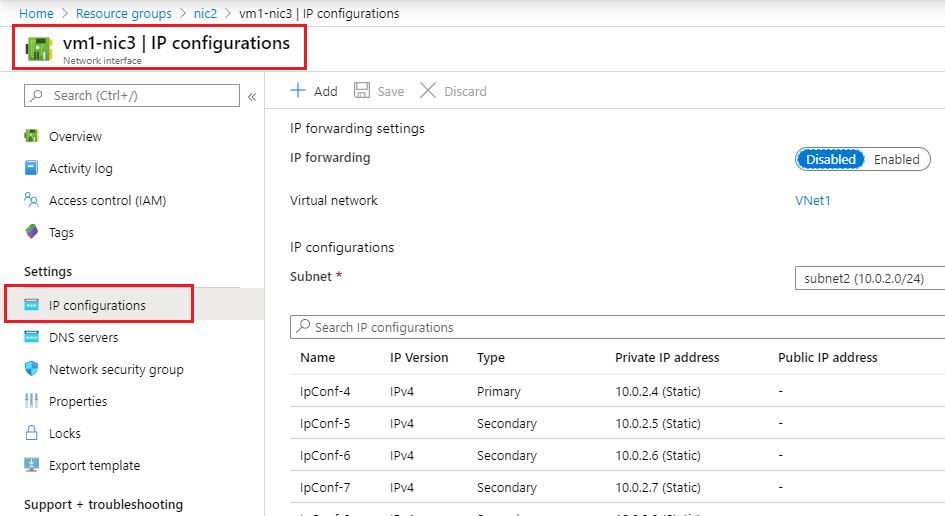 Home > Resource groups > nic2 > vm1-nic3 | IP configurations
vm1-nic3 | IP configurations
Network interface
Search (Ctrl+/)
«
Overview
Activity log
Access control (IAM)
Tags
Settings
IP configurations
DNS servers
Network security group
Properties
Locks
Export template
Support + troubleshooting
Add Save Discard
IP forwarding settings
IP forwarding Disabled Enabled
Virtual network VNet1
IP configurations
Subnet * subnet2 (10.0.2.0/24)
Search IP configurations
Name IP Version Type Private IP address Public IP address
IpConf-4 IPv4 Primary 10.0.2.4 (Static) -
IpConf-5 IPv4 Secondary 10.0.2.5 (Static) -
IpConf-6 IPv4 Secondary 10.0.2.6 (Static) -
IpConf-7 IPv4 Secondary 10.0.2.7 (Static) -